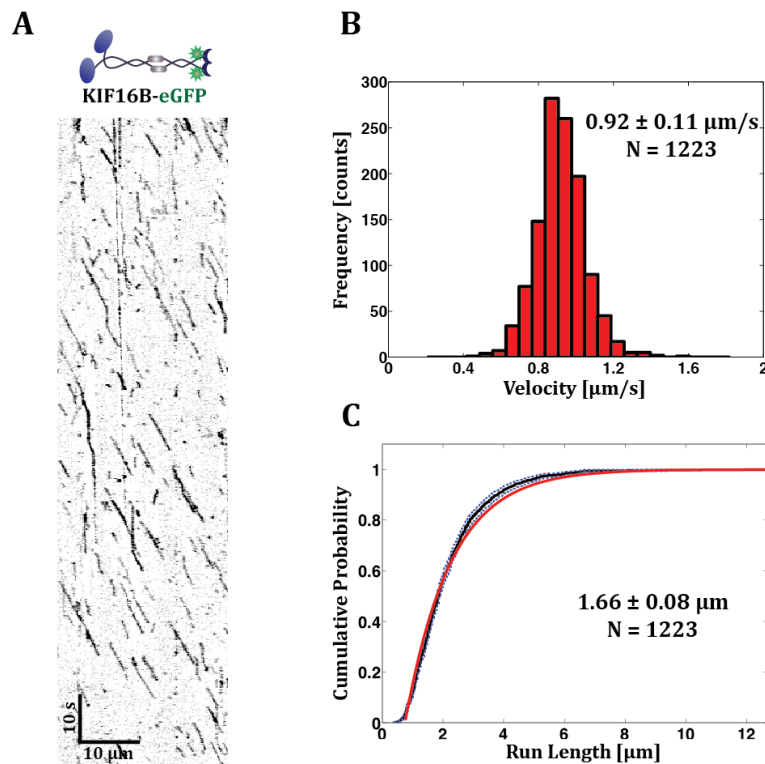 A
KIF16B-eGFP
10 s
10 μm
B
300
250
200
150
100
50
0
Frequency [counts]
0.92 ± 0.11 μm/s
N = 1223
0 0.4 0.8 1.2 1.6 2
Velocity [μm/s]
C
1
0.8
0.6
0.4
0.2
0
Cumulative Probability
1.66 ± 0.08 μm
N = 1223
0 2 4 6 8 10 12
Run Length [μm]